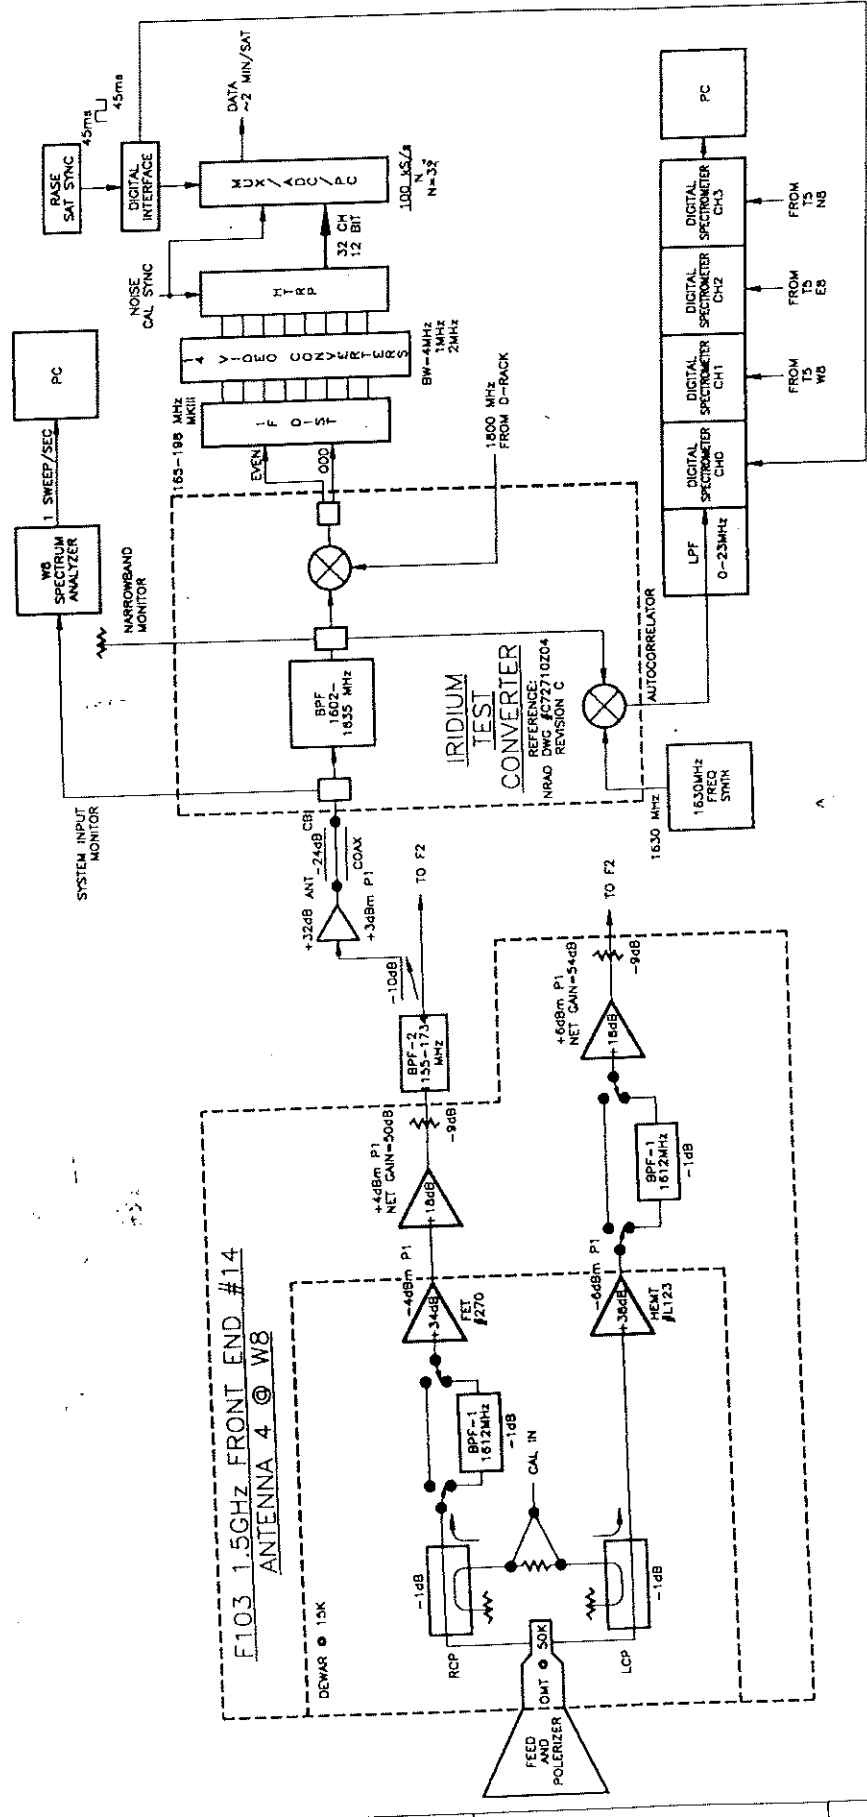 F103 1.5GHz FRONT END #14
ANTENNA 4 @ W8
DEWAR @ 15K
FEED
AND
POLERIZER
OMT @ 50K
RCP
LCP
-1dB
-1dB
CAL IN
BPF-1
1612MHz
-1dB
-4dBm P1
+34dB
FET
#270
-6dBm P1
+38dB
HEMT
#L123
+4dBm P1
NET GAIN=50dB
+18dB
-9dB
BPF-2
155-173
MHz
-10dB
TO F2
BPF-1
1612MHz
-1dB
+6dBm P1
NET GAIN=54dB
+18dB
-9dB
TO F2
+32dB
+3dBm P1
ANT
-24dB
CB
COAX
SYSTEM INPUT
MONITOR
NARROWBAND
MONITOR
W8
SPECTRUM
ANALYZER
1 SWEEP/SEC
PC
BPF
1602-
1635 MHz
IRIDIUM
TEST
CONVERTER
REFERENCE:
NRAO DWG #C72710Z04
REVISION C
1630 MHz
1630MHz
FREQ
SYNTH
AUTOCORRELATOR
1800 MHz
FROM D-RACK
EVEN
ODD
165-198 MHz
MKIII
IF DIST
14 VIDEO CONVERTERS
BW-4MHz
1MHz
2MHz
MTRP
NOISE
CAL SYNC
32 CH
12 BIT
MUX/ADC/PC
100 kS/s
N
N=32
RASE
SAT SYNC
45ms
45ms
DIGITAL
INTERFACE
DATA
~2 MIN/SAT
LPF
0-23MHz
DIGITAL
SPECTROMETER
CH0
DIGITAL
SPECTROMETER
CH1
DIGITAL
SPECTROMETER
CH2
DIGITAL
SPECTROMETER
CH3
PC
FROM
T5
W8
FROM
T5
E8
FROM
T5
N8
A